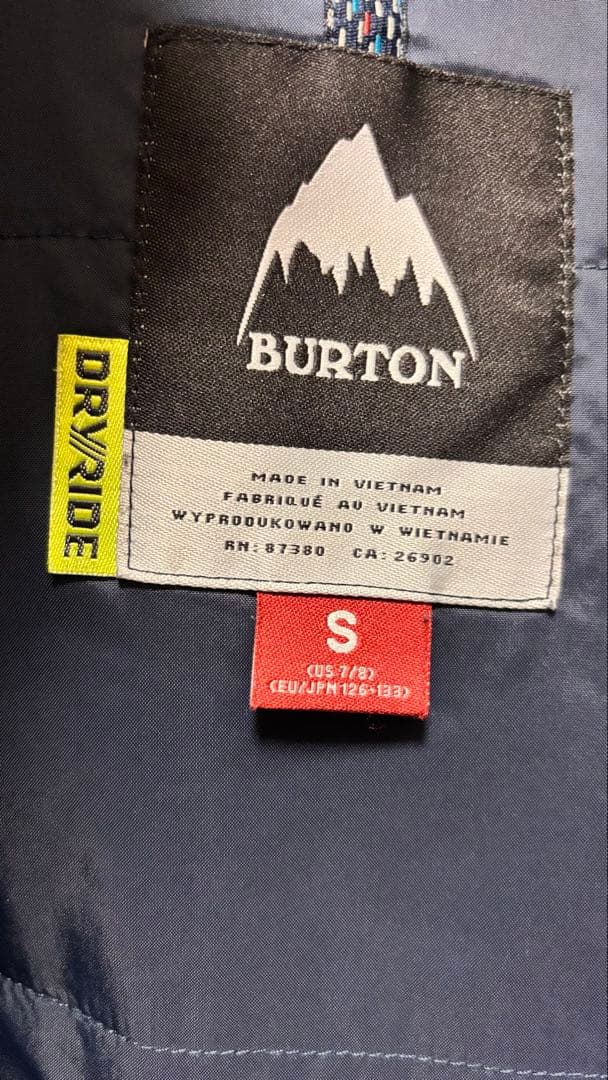 BURTON
DRY//RIDE
MADE IN VIETNAM
FABRIQUÉ AU VIETNAM
WYPRODUKOWANO W WIETNAMIE
RN: 87380 CA: 26902
S
(US 7/8)
(EU/JPN 126-133)